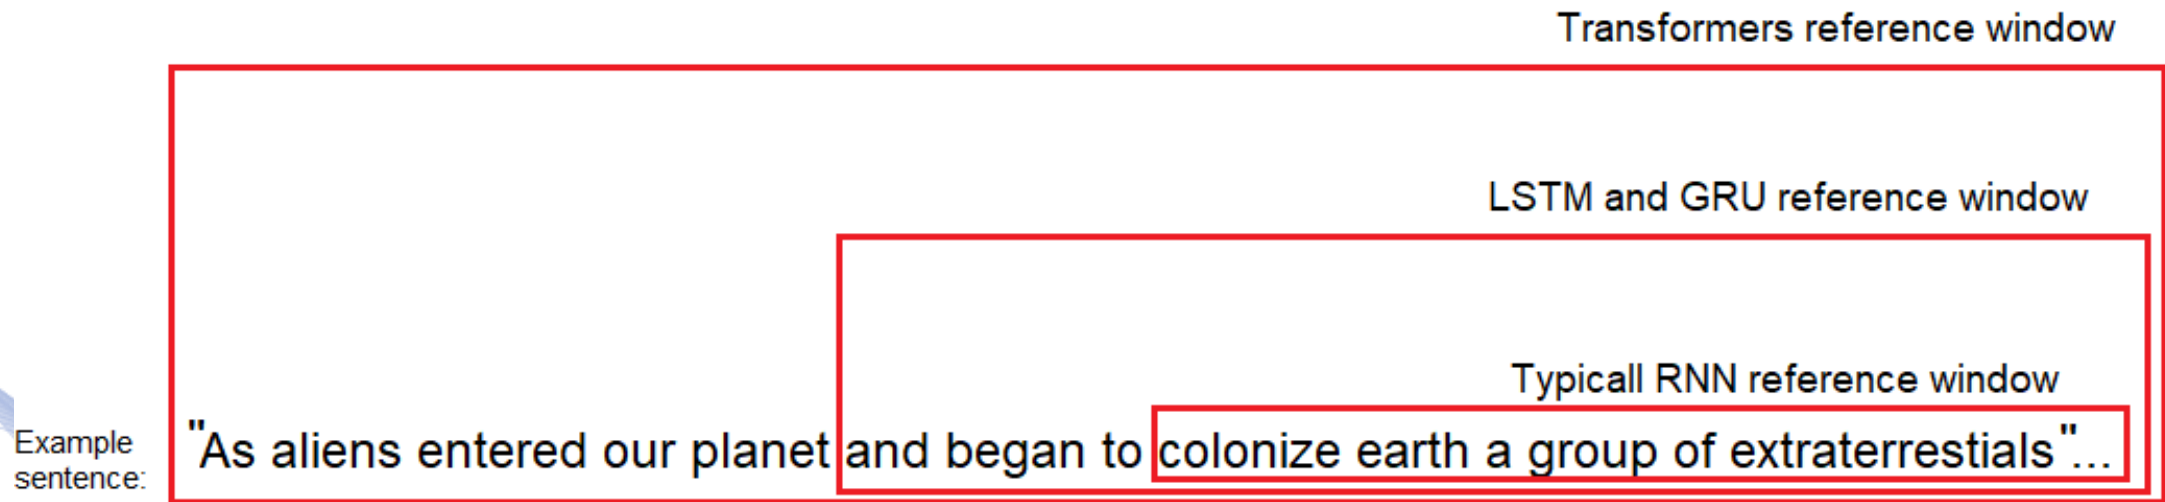 Transformers reference window
LSTM and GRU reference window
Typicall RNN reference window
Example
sentence:
"As aliens entered our planet and began to colonize earth a group of extraterrestials"...